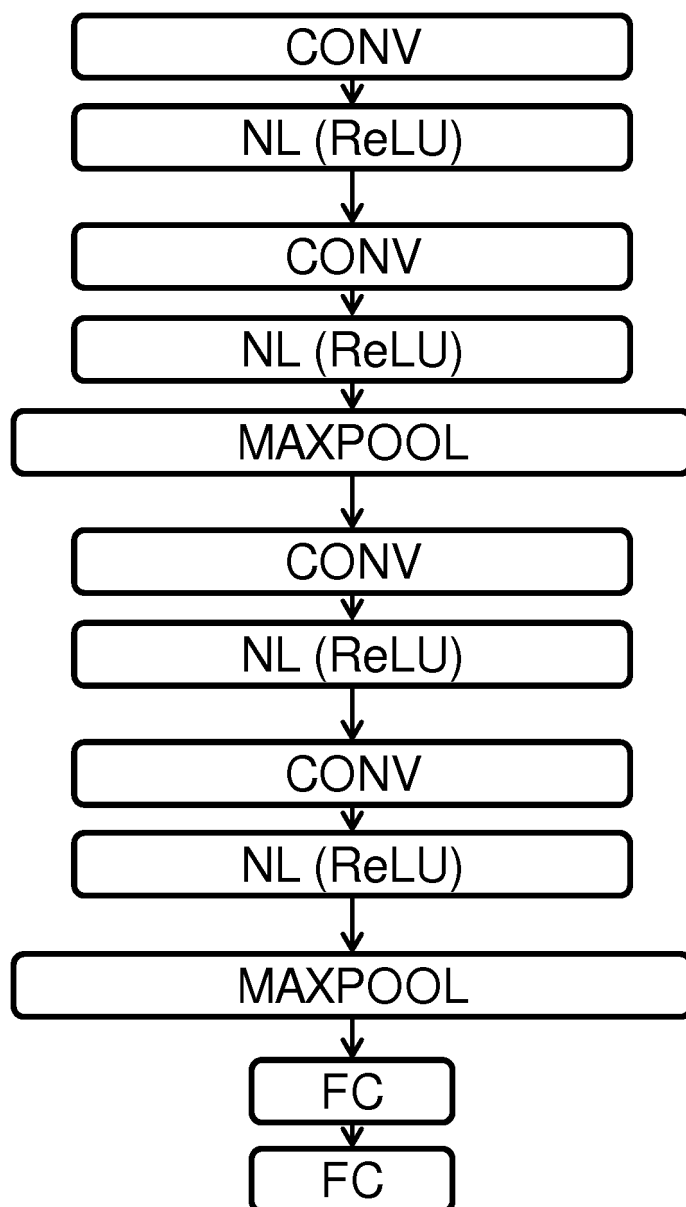 CONV
NL (ReLU)
CONV
NL (ReLU)
MAXPOOL
CONV
NL (ReLU)
CONV
NL (ReLU)
MAXPOOL
FC
FC